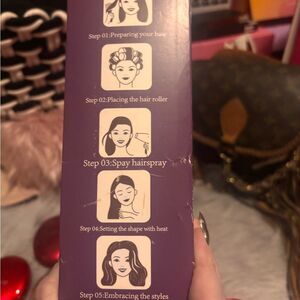 Step 01:Preparing your hair
Step 02:Placing the hair roller
Step 03:Spay hairspray
Step 04:Setting the shape with heat
Step 05:Embracing the styles